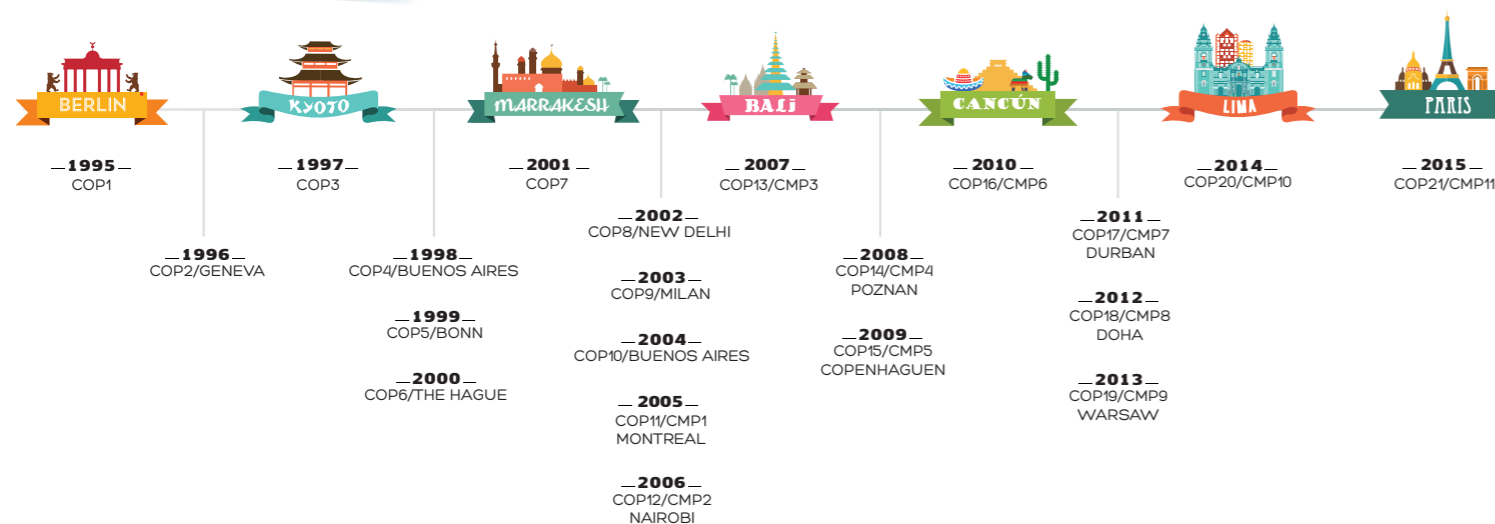 BERLIN
KYOTO
MARRAKESH
BALi
CANCÚN
LIMA
PARIS
1995
COP1
1997
COP3
2001
COP7
2007
COP13/CMP3
2010
COP16/CMP6
2014
COP20/CMP10
2015
COP21/CMP11
1996
COP2/GENEVA
1998
COP4/BUENOS AIRES
1999
COP5/BONN
2000
COP6/THE HAGUE
2002
COP8/NEW DELHI
2003
COP9/MILAN
2004
COP10/BUENOS AIRES
2005
COP11/CMP1
MONTREAL
2006
COP12/CMP2
NAIROBI
2008
COP14/CMP4
POZNAN
2009
COP15/CMP5
COPENHAGUEN
2011
COP17/CMP7
DURBAN
2012
COP18/CMP8
DOHA
2013
COP19/CMP9
WARSAW